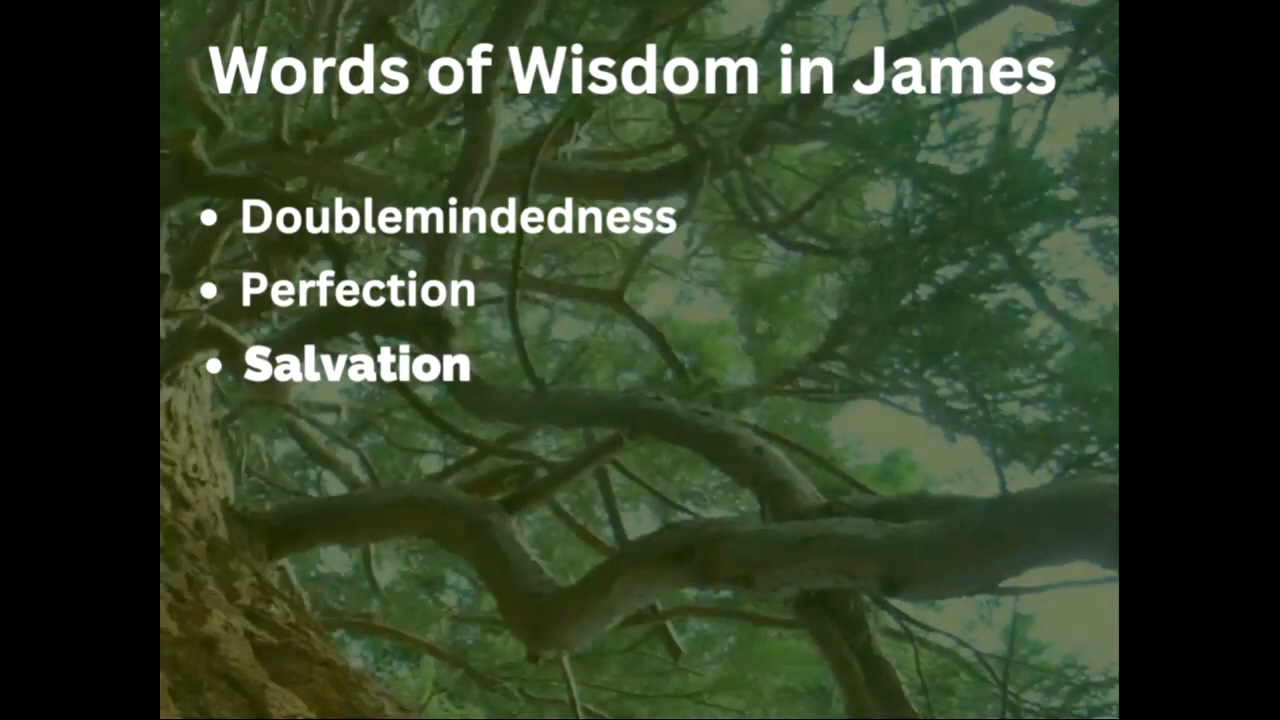 Words of Wisdom in James
• Doublemindedness
• Perfection
• Salvation